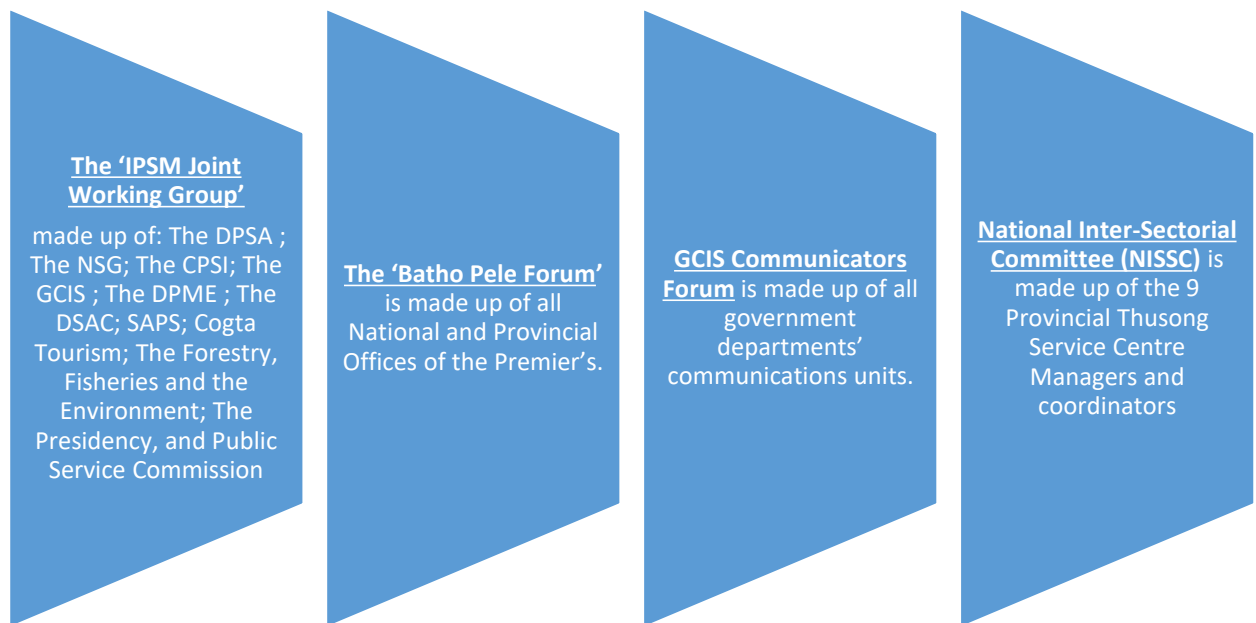 The ‘IPSM Joint
Working Group’
made up of: The DPSA ;
The NSG; The CPSI; The
GCIS ; The DPME ; The
DSAC; SAPS; Cogta
Tourism; The Forestry,
Fisheries and the
Environment; The
Presidency, and Public
Service Commission
The ‘Batho Pele Forum’
is made up of all
National and Provincial
Offices of the Premier’s.
GCIS Communicators
Forum is made up of all
government
departments’
communications units.
National Inter-Sectorial
Committee (NISSC) is
made up of the 9
Provincial Thusong
Service Centre
Managers and
coordinators